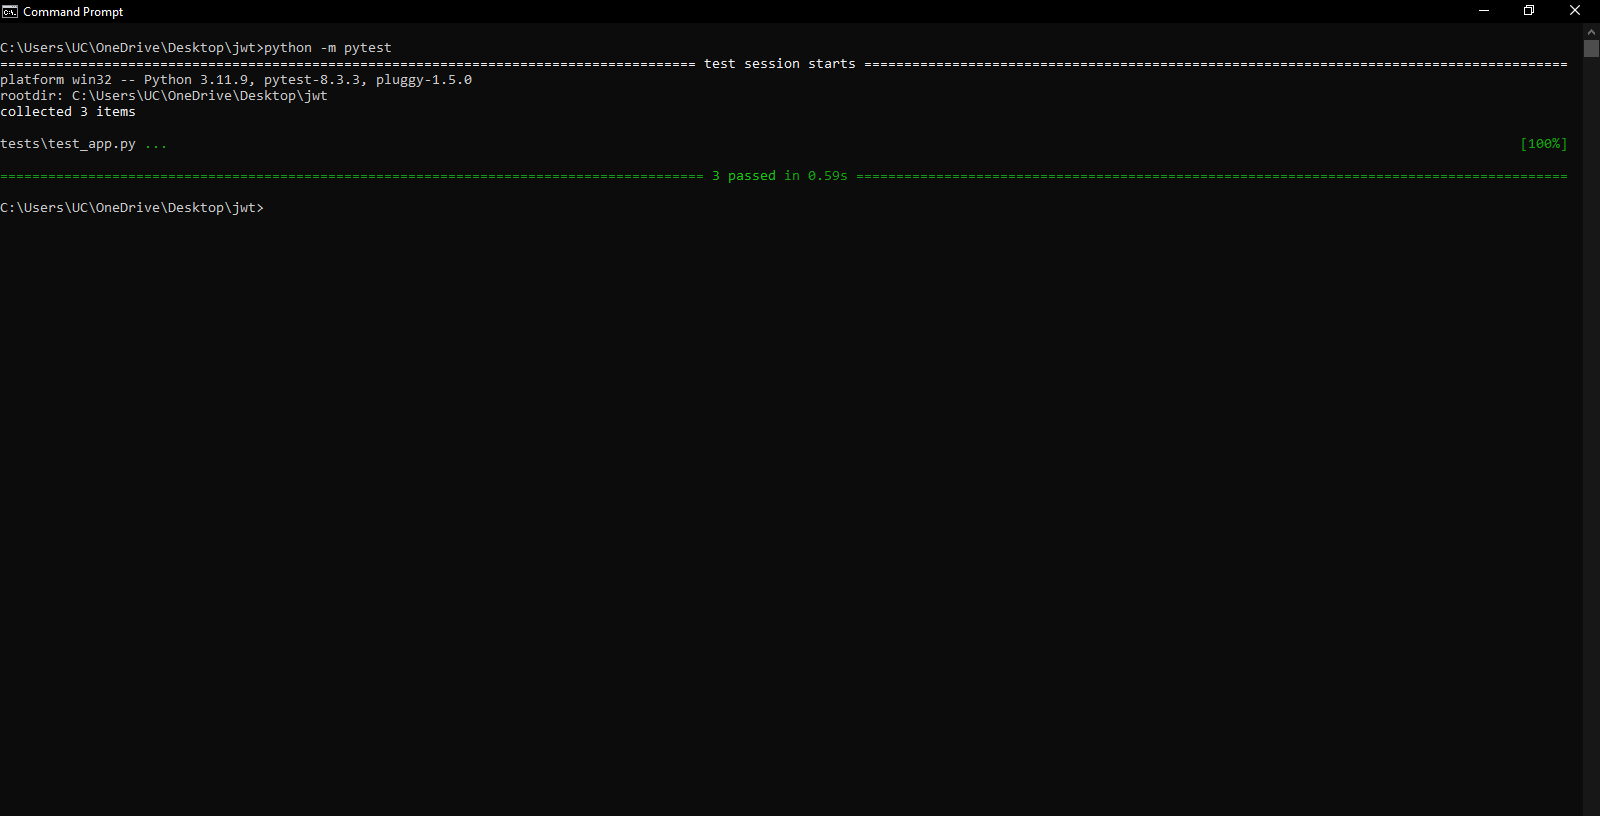 Command Prompt
C:\Users\UC\OneDrive\Desktop\jwt>python -m pytest
======================================================================================= test session starts ========================================================================================
platform win32 -- Python 3.11.9, pytest-8.3.3, pluggy-1.5.0
rootdir: C:\Users\UC\OneDrive\Desktop\jwt
collected 3 items
tests\test_app.py ... [100%]
======================================================================================== 3 passed in 0.59s =========================================================================================
C:\Users\UC\OneDrive\Desktop\jwt>